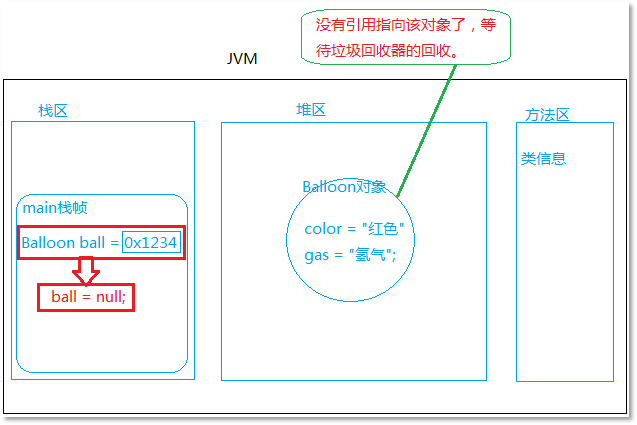 没有引用指向该对象了，等
待垃圾回收器的回收。
JVM
栈区
堆区
方法区
类信息
main栈帧
Balloon对象
Balloon ball = 0x1234
color = "红色"
gas = "氢气";
ball = null;